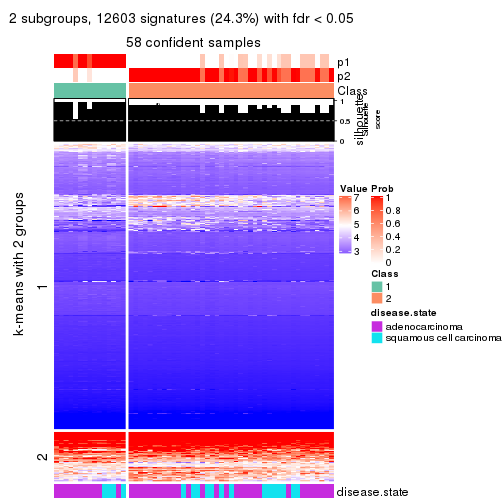 2 subgroups, 12603 signatures (24.3%) with fdr < 0.05
58 confident samples
p1
p2
Class
1
0.5
0
silhouette
Silhouette
score
k-means with 2 groups
1
2
disease.state
Value
7
6
5
4
3
Prob
1
0.8
0.6
0.4
0.2
0
Class
1
2
disease.state
adenocarcinoma
squamous cell carcinoma